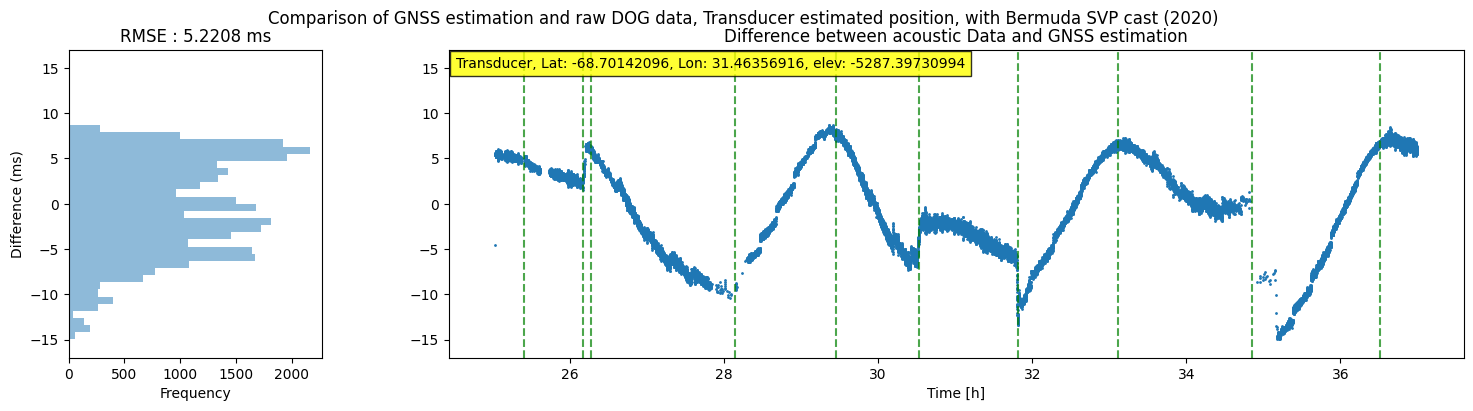 Comparison of GNSS estimation and raw DOG data, Transducer estimated position, with Bermuda SVP cast (2020)
RMSE : 5.2208 ms
Difference between acoustic Data and GNSS estimation
Transducer, Lat: -68.70142096, Lon: 31.46356916, elev: -5287.39730994
Difference (ms)
15
10
5
0
−5
−10
−15
0 500 1000 1500 2000
Frequency
15
10
5
0
−5
−10
−15
26 28 30 32 34 36
Time [h]